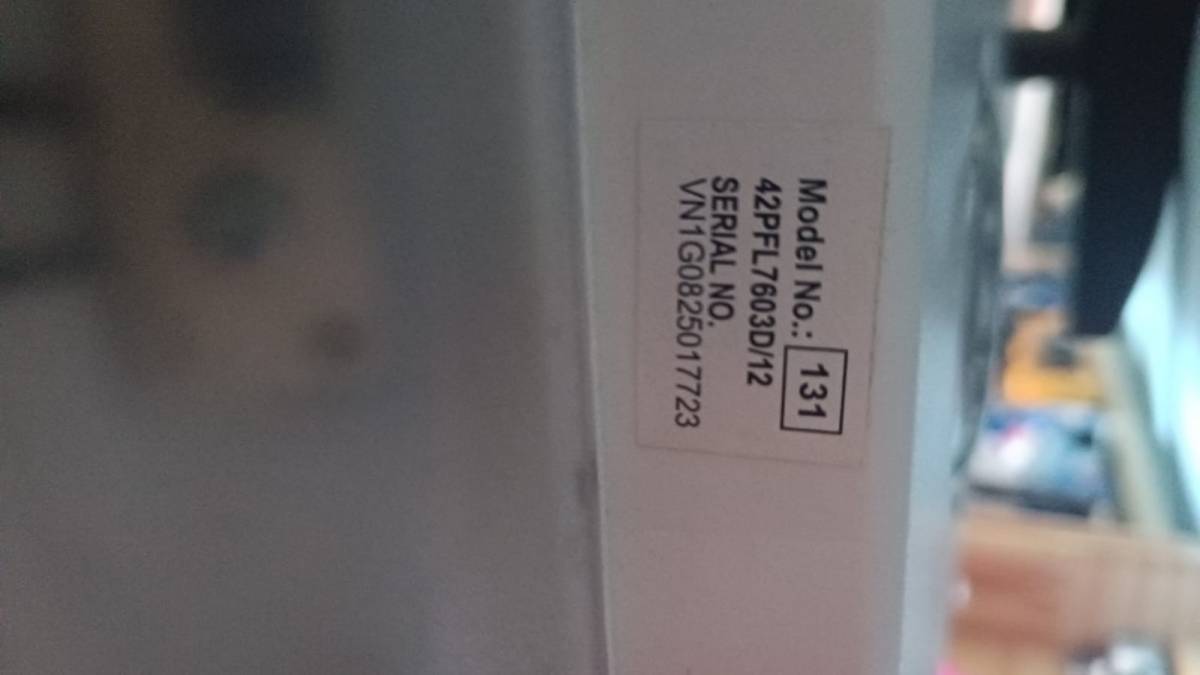 Model No.: 131
42PFL7603D/12
SERIAL NO.
VN1G0825017723